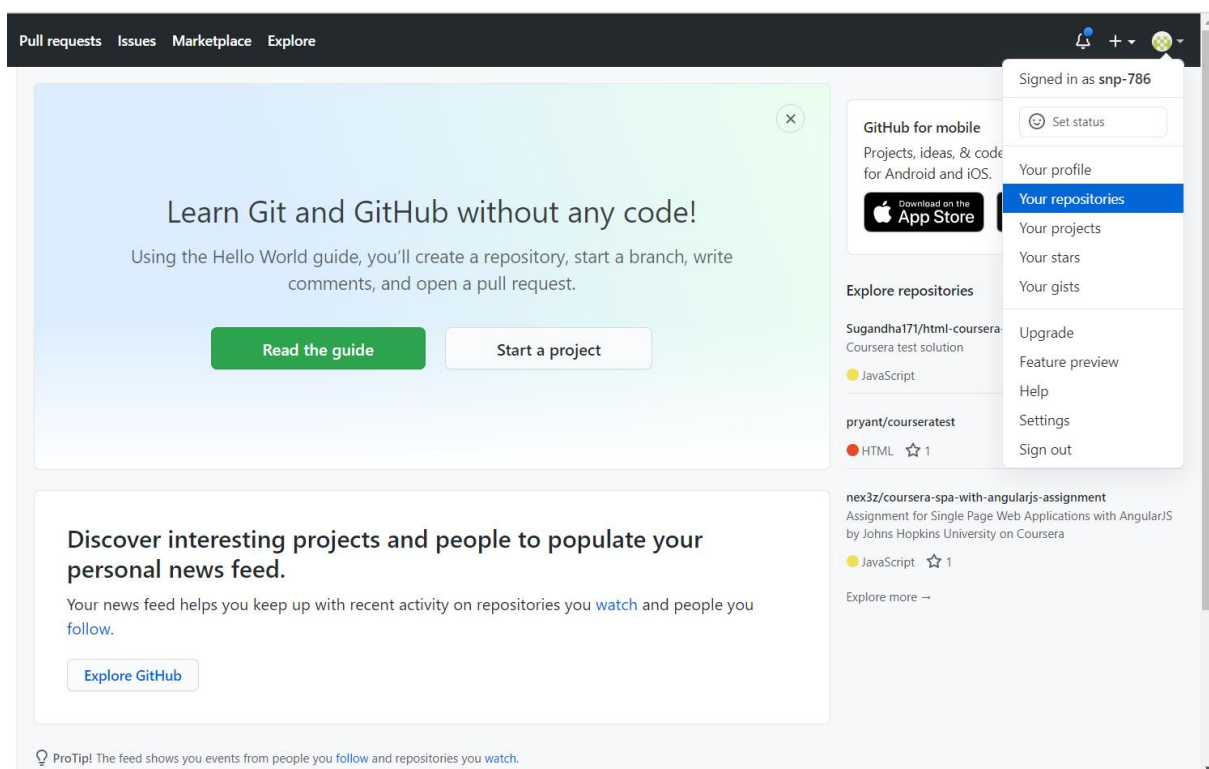 Pull requests Issues Marketplace Explore
Signed in as snp-786
Set status
Your profile
Your repositories
Your projects
Your stars
Your gists
Upgrade
Feature preview
Help
Settings
Sign out
Learn Git and GitHub without any code!
Using the Hello World guide, you'll create a repository, start a branch, write
comments, and open a pull request.
Read the guide
Start a project
Discover interesting projects and people to populate your
personal news feed.
Your news feed helps you keep up with recent activity on repositories you watch and people you
follow.
Explore GitHub
ProTip! The feed shows you events from people you follow and repositories you watch.
GitHub for mobile
Projects, ideas, & code
for Android and iOS.
Download on the
App Store
Explore repositories
Sugandha171/html-coursera-
Coursera test solution
JavaScript
pryant/courseratest
HTML 1
nex3z/coursera-spa-with-angularjs-assignment
Assignment for Single Page Web Applications with AngularJS
by Johns Hopkins University on Coursera
JavaScript 1
Explore more →